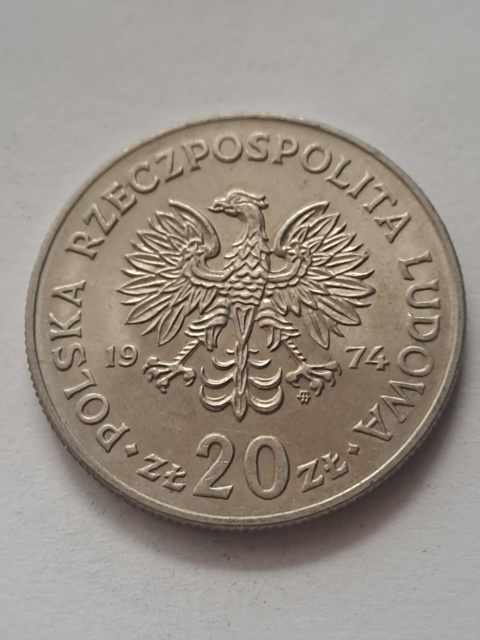 POLSKA RZECZPOSPOLITA LUDOWA
19 74
ZŁ 20 ZŁ